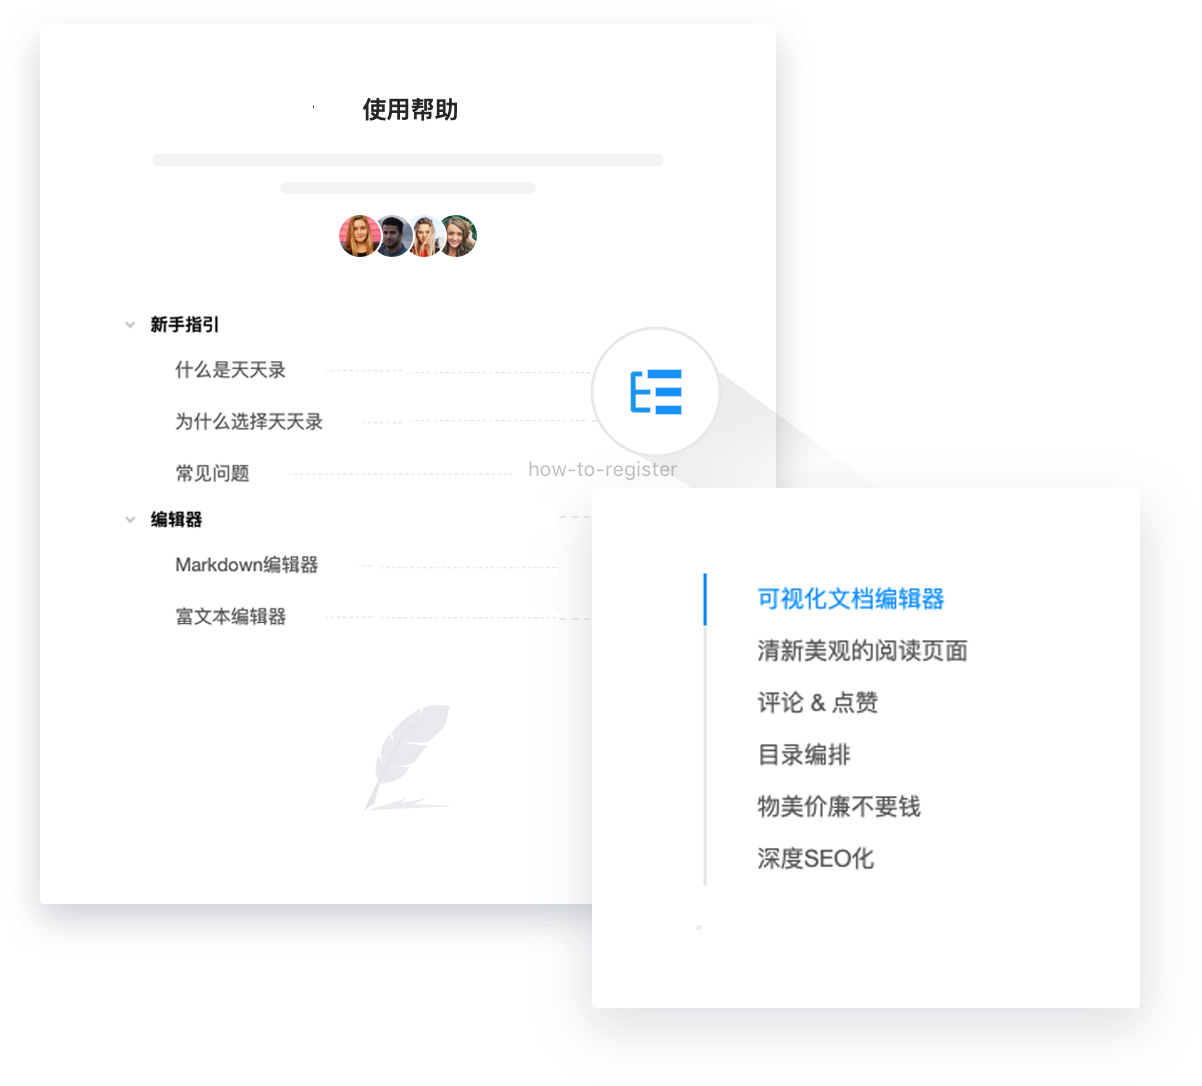 使用帮助
新手指引
什么是天天录
为什么选择天天录
常见问题
how-to-register
编辑器
Markdown编辑器
富文本编辑器
可视化文档编辑器
清新美观的阅读页面
评论 & 点赞
目录编排
物美价廉不要钱
深度SEO化